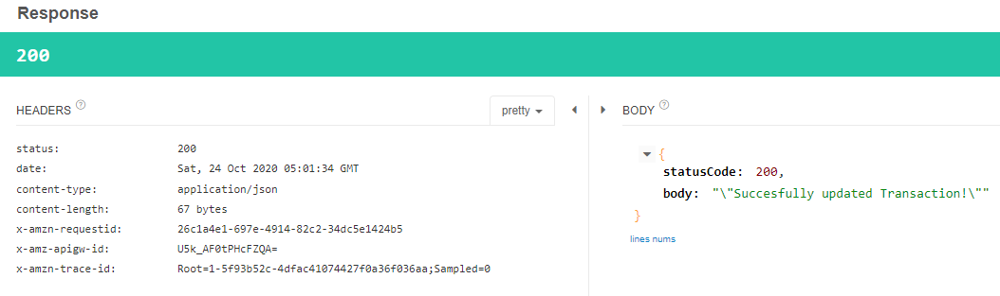 Response
200
HEADERS ?
pretty
status: 200
date: Sat, 24 Oct 2020 05:01:34 GMT
content-type: application/json
content-length: 67 bytes
x-amzn-requestid: 26c1a4e1-697e-4914-82c2-34dc5e1424b5
x-amz-apigw-id: U5k_AF0tPHcFZQA=
x-amzn-trace-id: Root=1-5f93b52c-4dfac41074427f0a36f036aa;Sampled=0
BODY ?
{
statusCode: 200,
body: "\"Succesfully updated Transaction!\""
}
lines nums